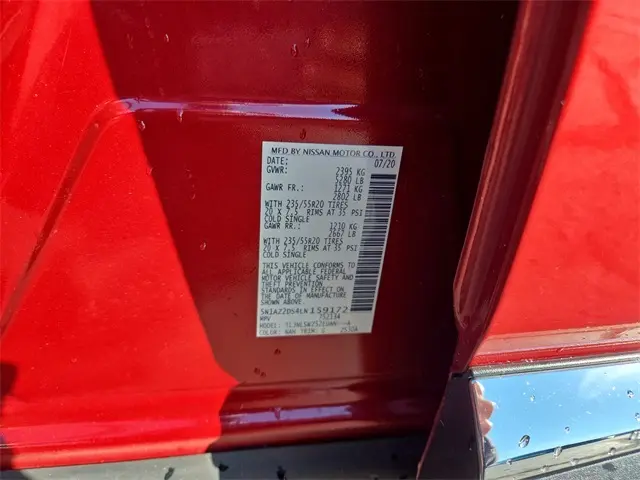 MFD BY NISSAN MOTOR CO., LTD.
DATE: 07/20
GVWR: 2395 KG
5280 LB
GAWR FR.: 1271 KG
2802 LB
WITH 235/55R20 TIRES
20 X 7.5 RIMS AT 35 PSI
COLD SINGLE
GAWR RR.: 1210 KG
2667 LB
WITH 235/55R20 TIRES
20 X 7.5 RIMS AT 35 PSI
COLD SINGLE
THIS VEHICLE CONFORMS TO
ALL APPLICABLE FEDERAL
MOTOR VEHICLE SAFETY AND
THEFT PREVENTION
STANDARDS IN EFFECT ON
THE DATE OF MANUFACTURE
SHOWN ABOVE.
5N1AZ2DS4LN159172
MPV
MODEL:
COLOR: NAH TRIM: G